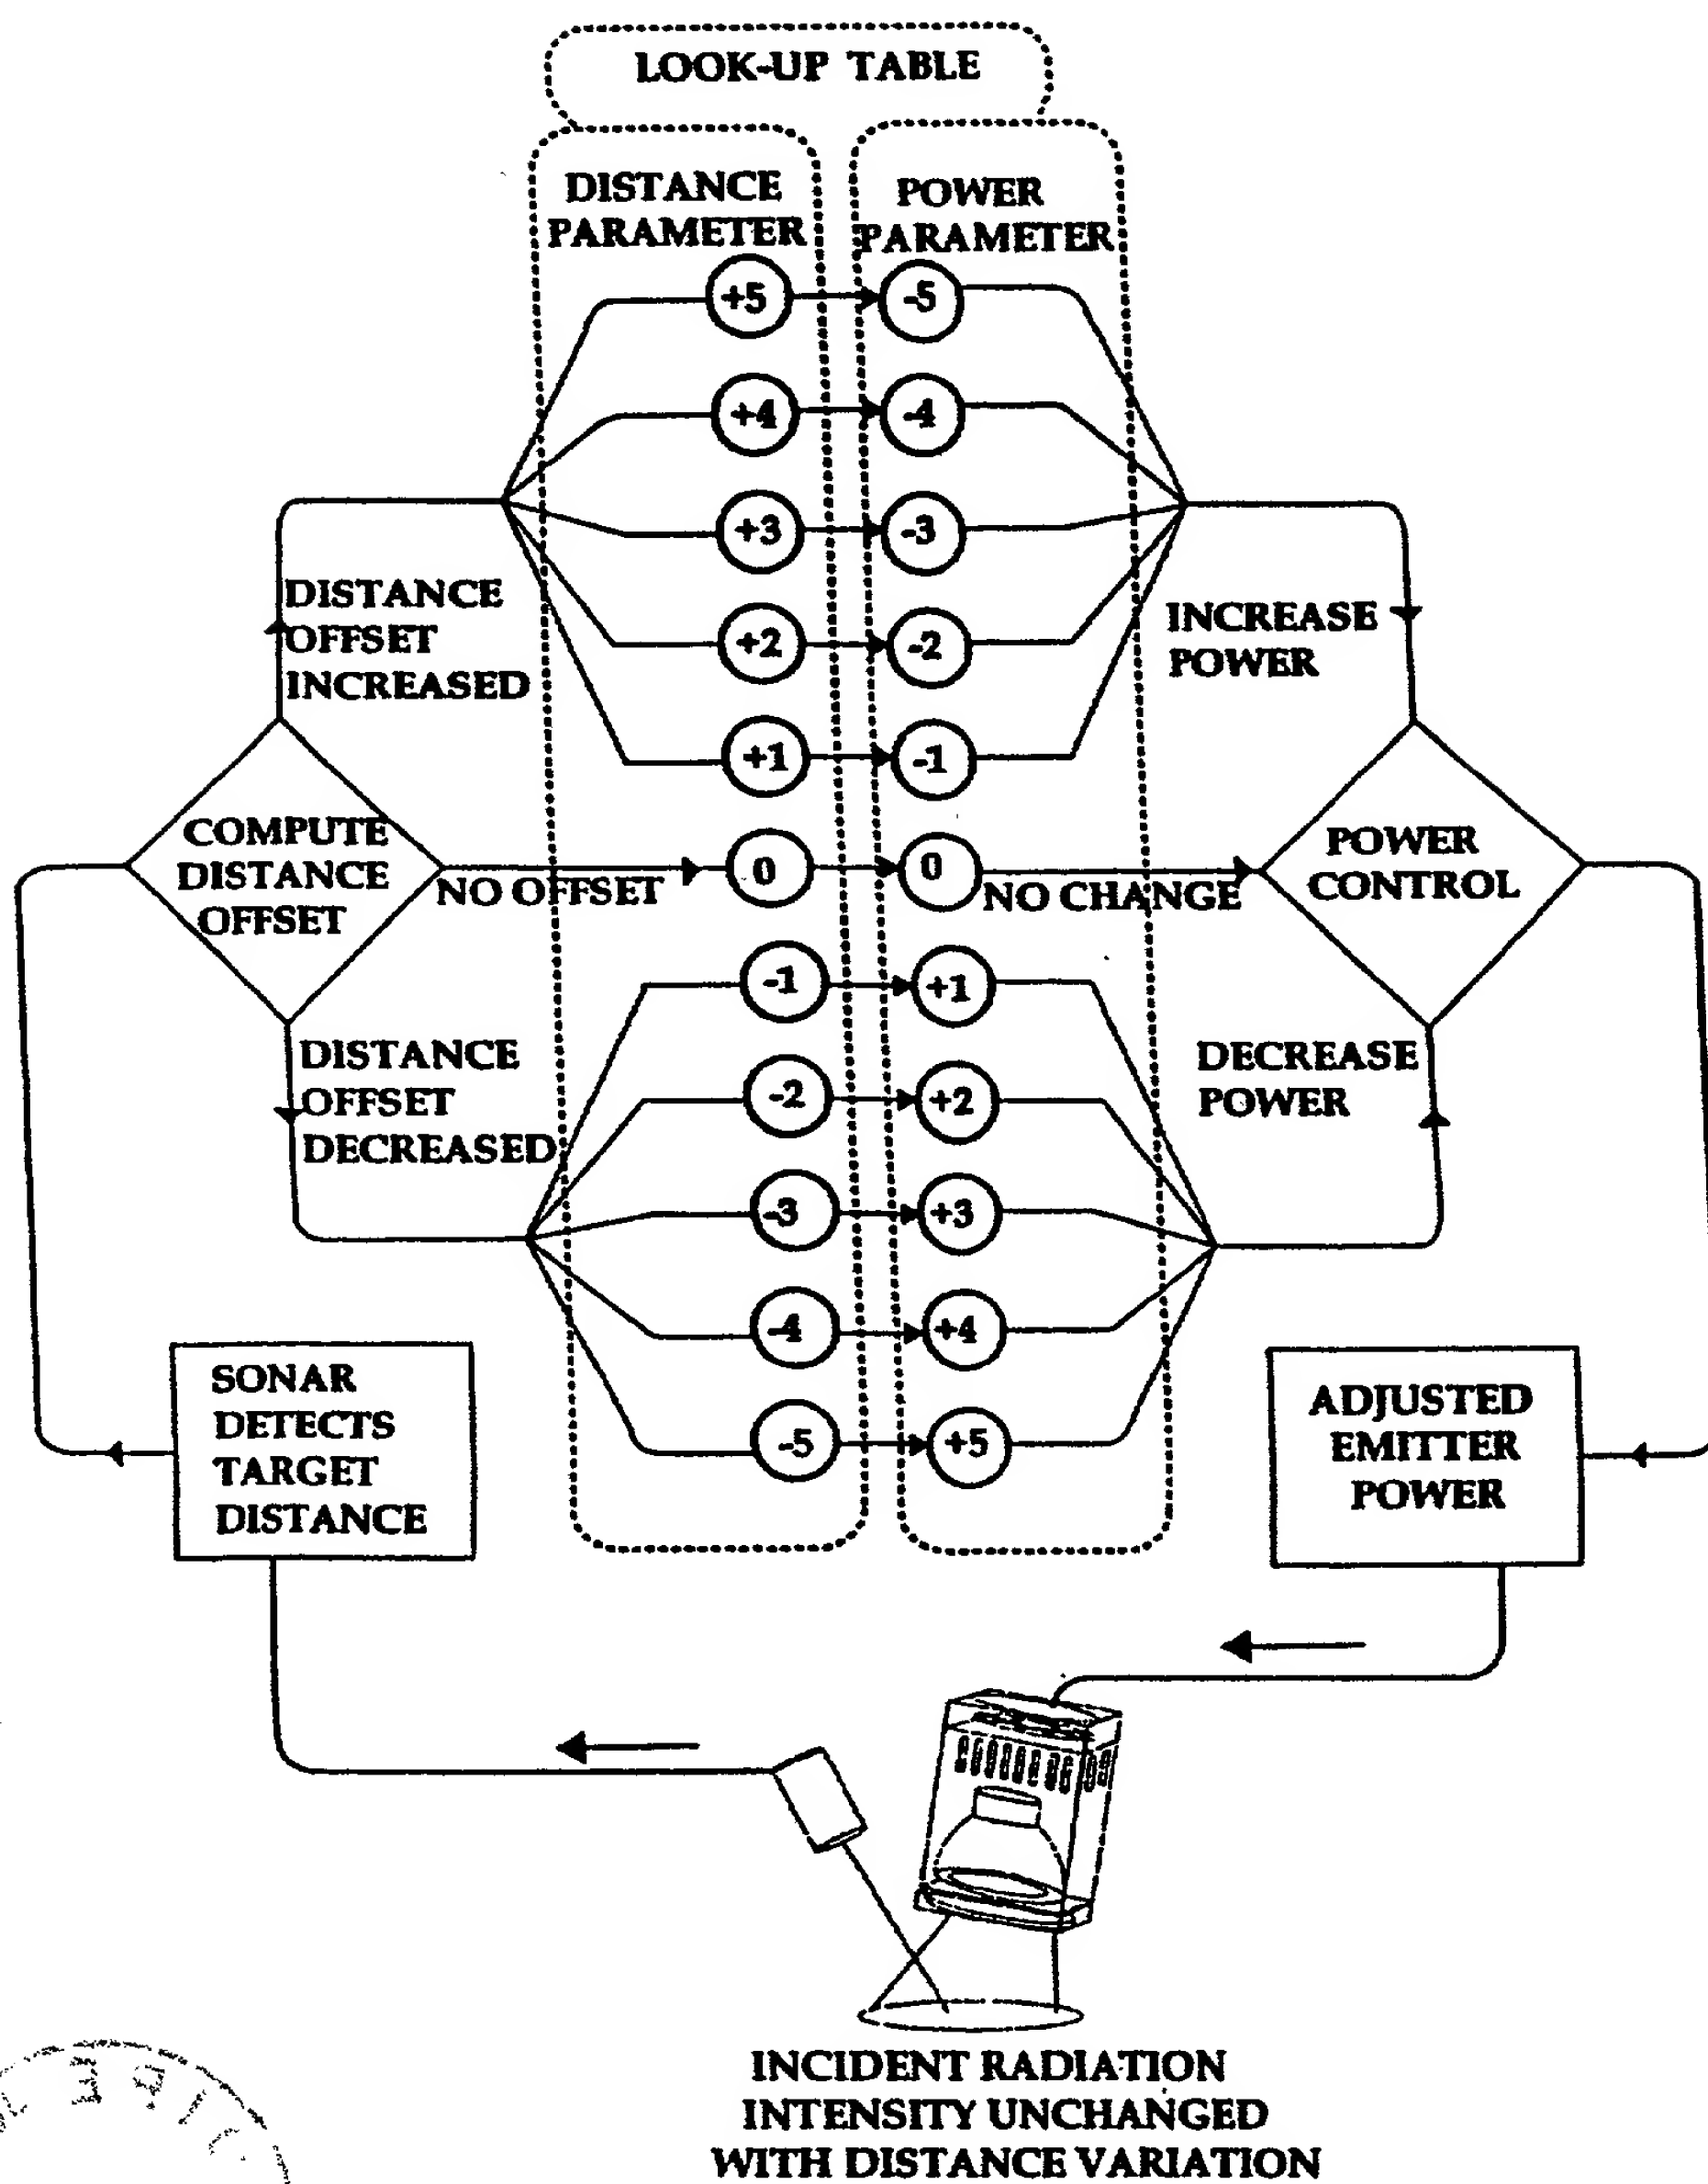 LOOK-UP TABLE
DISTANCE
PARAMETER
POWER
PARAMETER
+5
-5
+4
-4
+3
-3
+2
-2
+1
-1
0
0
-1
+1
-2
+2
-3
+3
-4
+4
-5
+5
DISTANCE
OFFSET
INCREASED
INCREASE
POWER
COMPUTE
DISTANCE
OFFSET
NO OFFSET
NO CHANGE
POWER
CONTROL
DISTANCE
OFFSET
DECREASED
DECREASE
POWER
SONAR
DETECTS
TARGET
DISTANCE
ADJUSTED
EMITTER
POWER
INCIDENT RADIATION
INTENSITY UNCHANGED
WITH DISTANCE VARIATION